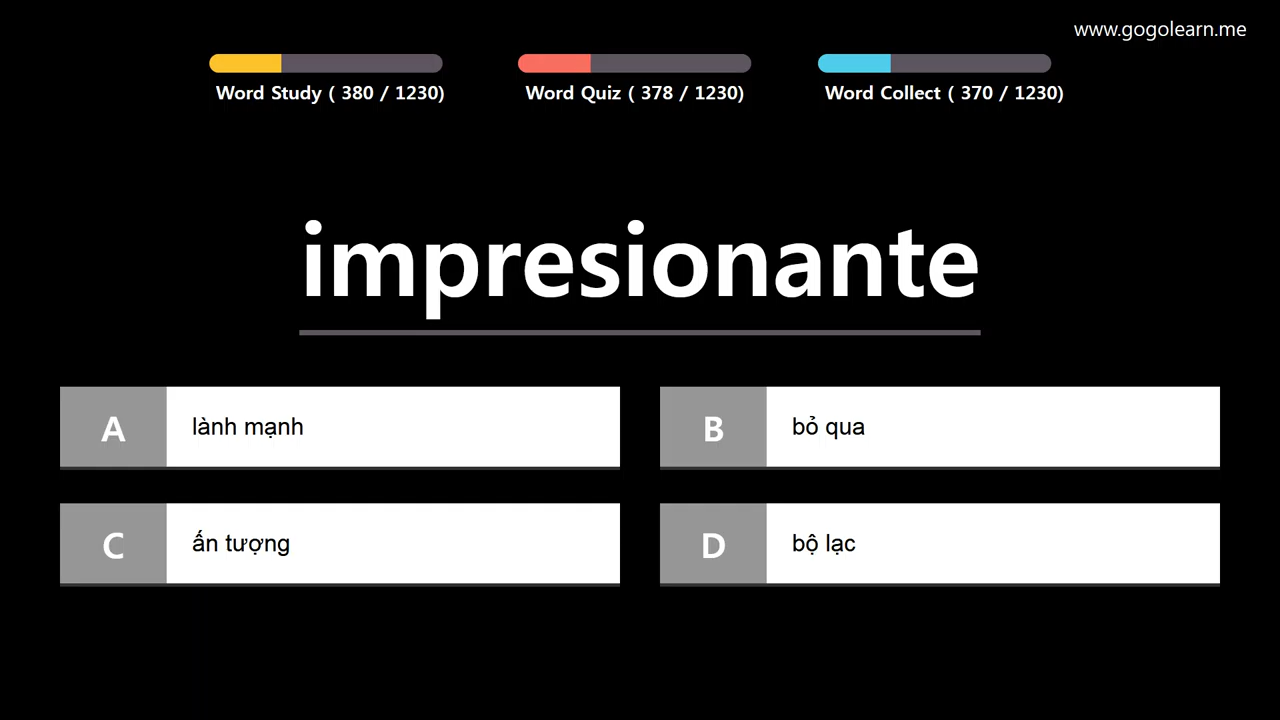 www.gogolearn.me
Word Study ( 380 / 1230)
Word Quiz ( 378 / 1230)
Word Collect ( 370 / 1230)
impresionante
A
lành mạnh
B
bỏ qua
C
ấn tượng
D
bộ lạc